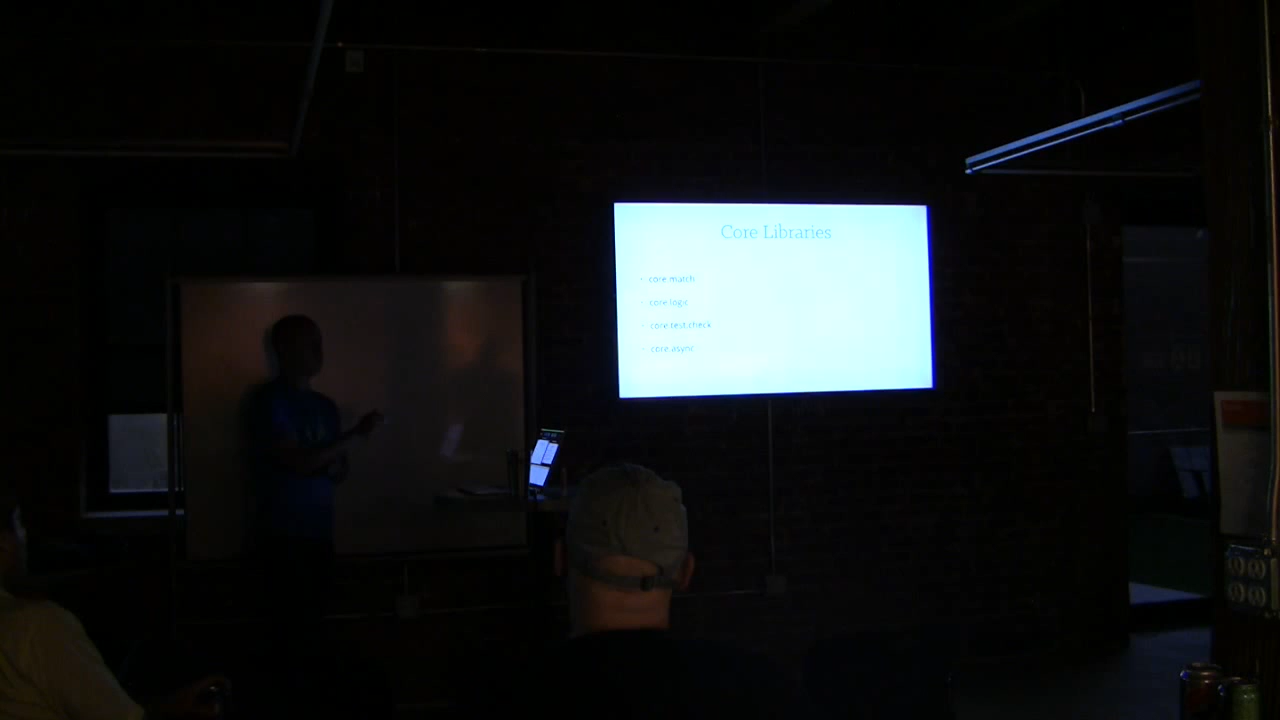 Core Libraries
- core.match
- core.logic
- core.test.check
- core.async